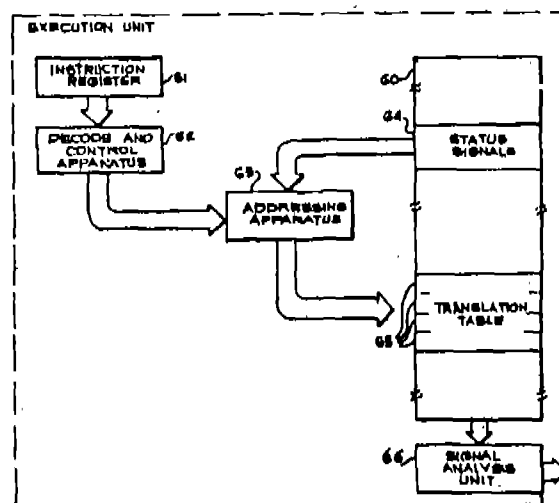 EXECUTION UNIT
INSTRUCTION
REGISTER
61
DECODE AND
CONTROL
APPARATUS
62
63
ADDRESSING
APPARATUS
60
64
STATUS
SIGNALS
TRANSLATION
TABLE
65
66
SIGNAL
ANALYSIS
UNIT